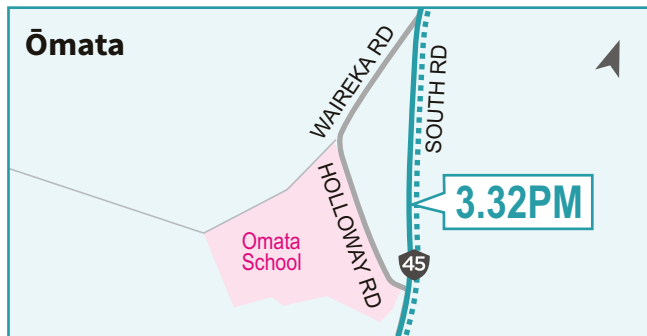 Ōmata
WAIREKA RD
SOUTH RD
HOLLOWAY RD
3.32PM
Omata
School
45